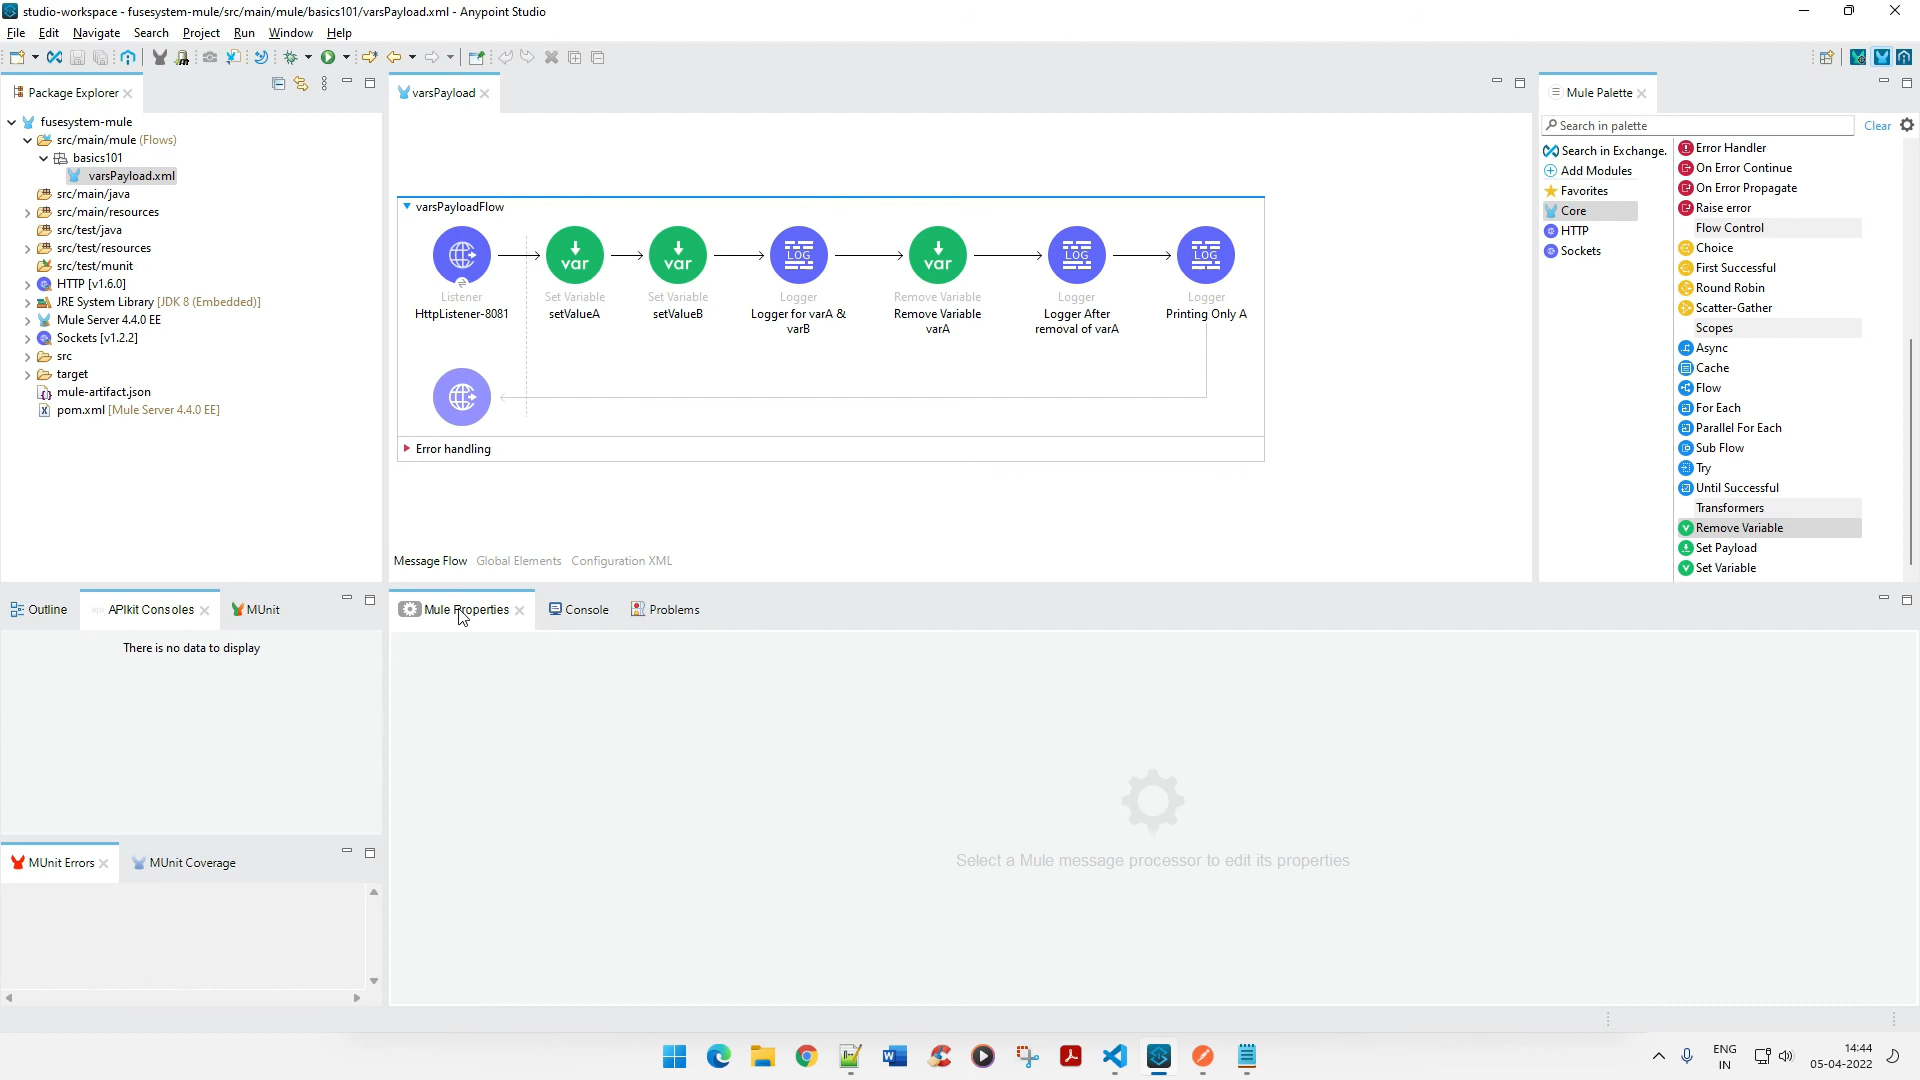 studio-workspace - fusesystem-mule/src/main/mule/basics101/varsPayload.xml - Anypoint Studio
File Edit Navigate Search Project Run Window Help
Package Explorer
fusesystem-mule
src/main/mule (Flows)
basics101
varsPayload.xml
src/main/java
src/main/resources
src/test/java
src/test/resources
src/test/munit
HTTP [v1.6.0]
JRE System Library [JDK 8 (Embedded)]
Mule Server 4.4.0 EE
Sockets [v1.2.2]
src
target
mule-artifact.json
pom.xml [Mule Server 4.4.0 EE]
varsPayload
varsPayloadFlow
var var LOG var LOG LOG
Listener Set Variable Set Variable Logger Remove Variable Logger Logger
HttpListener-8081 setValueA setValueB Logger for varA & Remove Variable Logger After Printing Only A
varB varA removal of varA
Error handling
Message Flow Global Elements Configuration XML
Mule Palette
Search in palette Clear
Search in Exchange.
Add Modules
Favorites
Core
HTTP
Sockets
Error Handler
On Error Continue
On Error Propagate
Raise error
Flow Control
Choice
First Successful
Round Robin
Scatter-Gather
Scopes
Async
Cache
Flow
For Each
Parallel For Each
Sub Flow
Try
Until Successful
Transformers
Remove Variable
Set Payload
Set Variable
Outline APIkit Consoles MUnit
There is no data to display
MUnit Errors MUnit Coverage
Mule Properties Console Problems
Select a Mule message processor to edit its properties
ENG
IN
14:44
05-04-2022